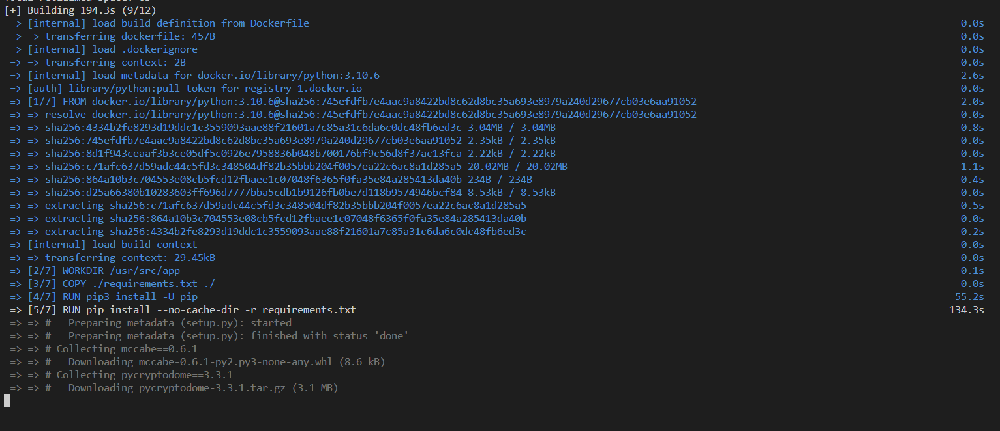 [+] Building 194.3s (9/12)
=> [internal] load build definition from Dockerfile 0.0s
=> => transferring dockerfile: 457B 0.0s
=> [internal] load .dockerignore 0.0s
=> => transferring context: 2B 0.0s
=> [internal] load metadata for docker.io/library/python:3.10.6 2.6s
=> [auth] library/python:pull token for registry-1.docker.io 0.0s
=> [1/7] FROM docker.io/library/python:3.10.6@sha256:745efdfb7e4aac9a8422bd8c62d8bc35a693e8979a240d29677cb03e6aa91052 2.0s
=> => resolve docker.io/library/python:3.10.6@sha256:745efdfb7e4aac9a8422bd8c62d8bc35a693e8979a240d29677cb03e6aa91052 0.0s
=> => sha256:4334b2fe8293d19ddc1c3559093aae88f21601a7c85a31c6da6c0dc48fb6ed3c 3.04MB / 3.04MB 0.8s
=> => sha256:745efdfb7e4aac9a8422bd8c62d8bc35a693e8979a240d29677cb03e6aa91052 2.35kB / 2.35kB 0.0s
=> => sha256:8d1f943ceaaf3b3ce05df5c0926e7958836b048b700176bf9c56d8f37ac13fca 2.22kB / 2.22kB 0.0s
=> => sha256:c71afc637d59adc44c5fd3c348504df82b35bbb204f0057ea22c6ac8a1d285a5 20.02MB / 20.02MB 1.1s
=> => sha256:864a10b3c704553e08cb5fcd12fbaee1c07048f6365f0fa35e84a285413da40b 234B / 234B 0.4s
=> => sha256:d25a66380b10283603ff696d7777bba5cdb1b9126fb0be7d118b9574946bcf84 8.53kB / 8.53kB 0.0s
=> => extracting sha256:c71afc637d59adc44c5fd3c348504df82b35bbb204f0057ea22c6ac8a1d285a5 0.5s
=> => extracting sha256:864a10b3c704553e08cb5fcd12fbaee1c07048f6365f0fa35e84a285413da40b 0.0s
=> => extracting sha256:4334b2fe8293d19ddc1c3559093aae88f21601a7c85a31c6da6c0dc48fb6ed3c 0.2s
=> [internal] load build context 0.0s
=> => transferring context: 29.45kB 0.0s
=> [2/7] WORKDIR /usr/src/app 0.1s
=> [3/7] COPY ./requirements.txt ./ 0.0s
=> [4/7] RUN pip3 install -U pip 55.2s
=> [5/7] RUN pip install --no-cache-dir -r requirements.txt 134.3s
=> => # Preparing metadata (setup.py): started
=> => # Preparing metadata (setup.py): finished with status 'done'
=> => # Collecting mccabe==0.6.1
=> => # Downloading mccabe-0.6.1-py2.py3-none-any.whl (8.6 kB)
=> => # Collecting pycryptodome==3.3.1
=> => # Downloading pycryptodome-3.3.1.tar.gz (3.1 MB)